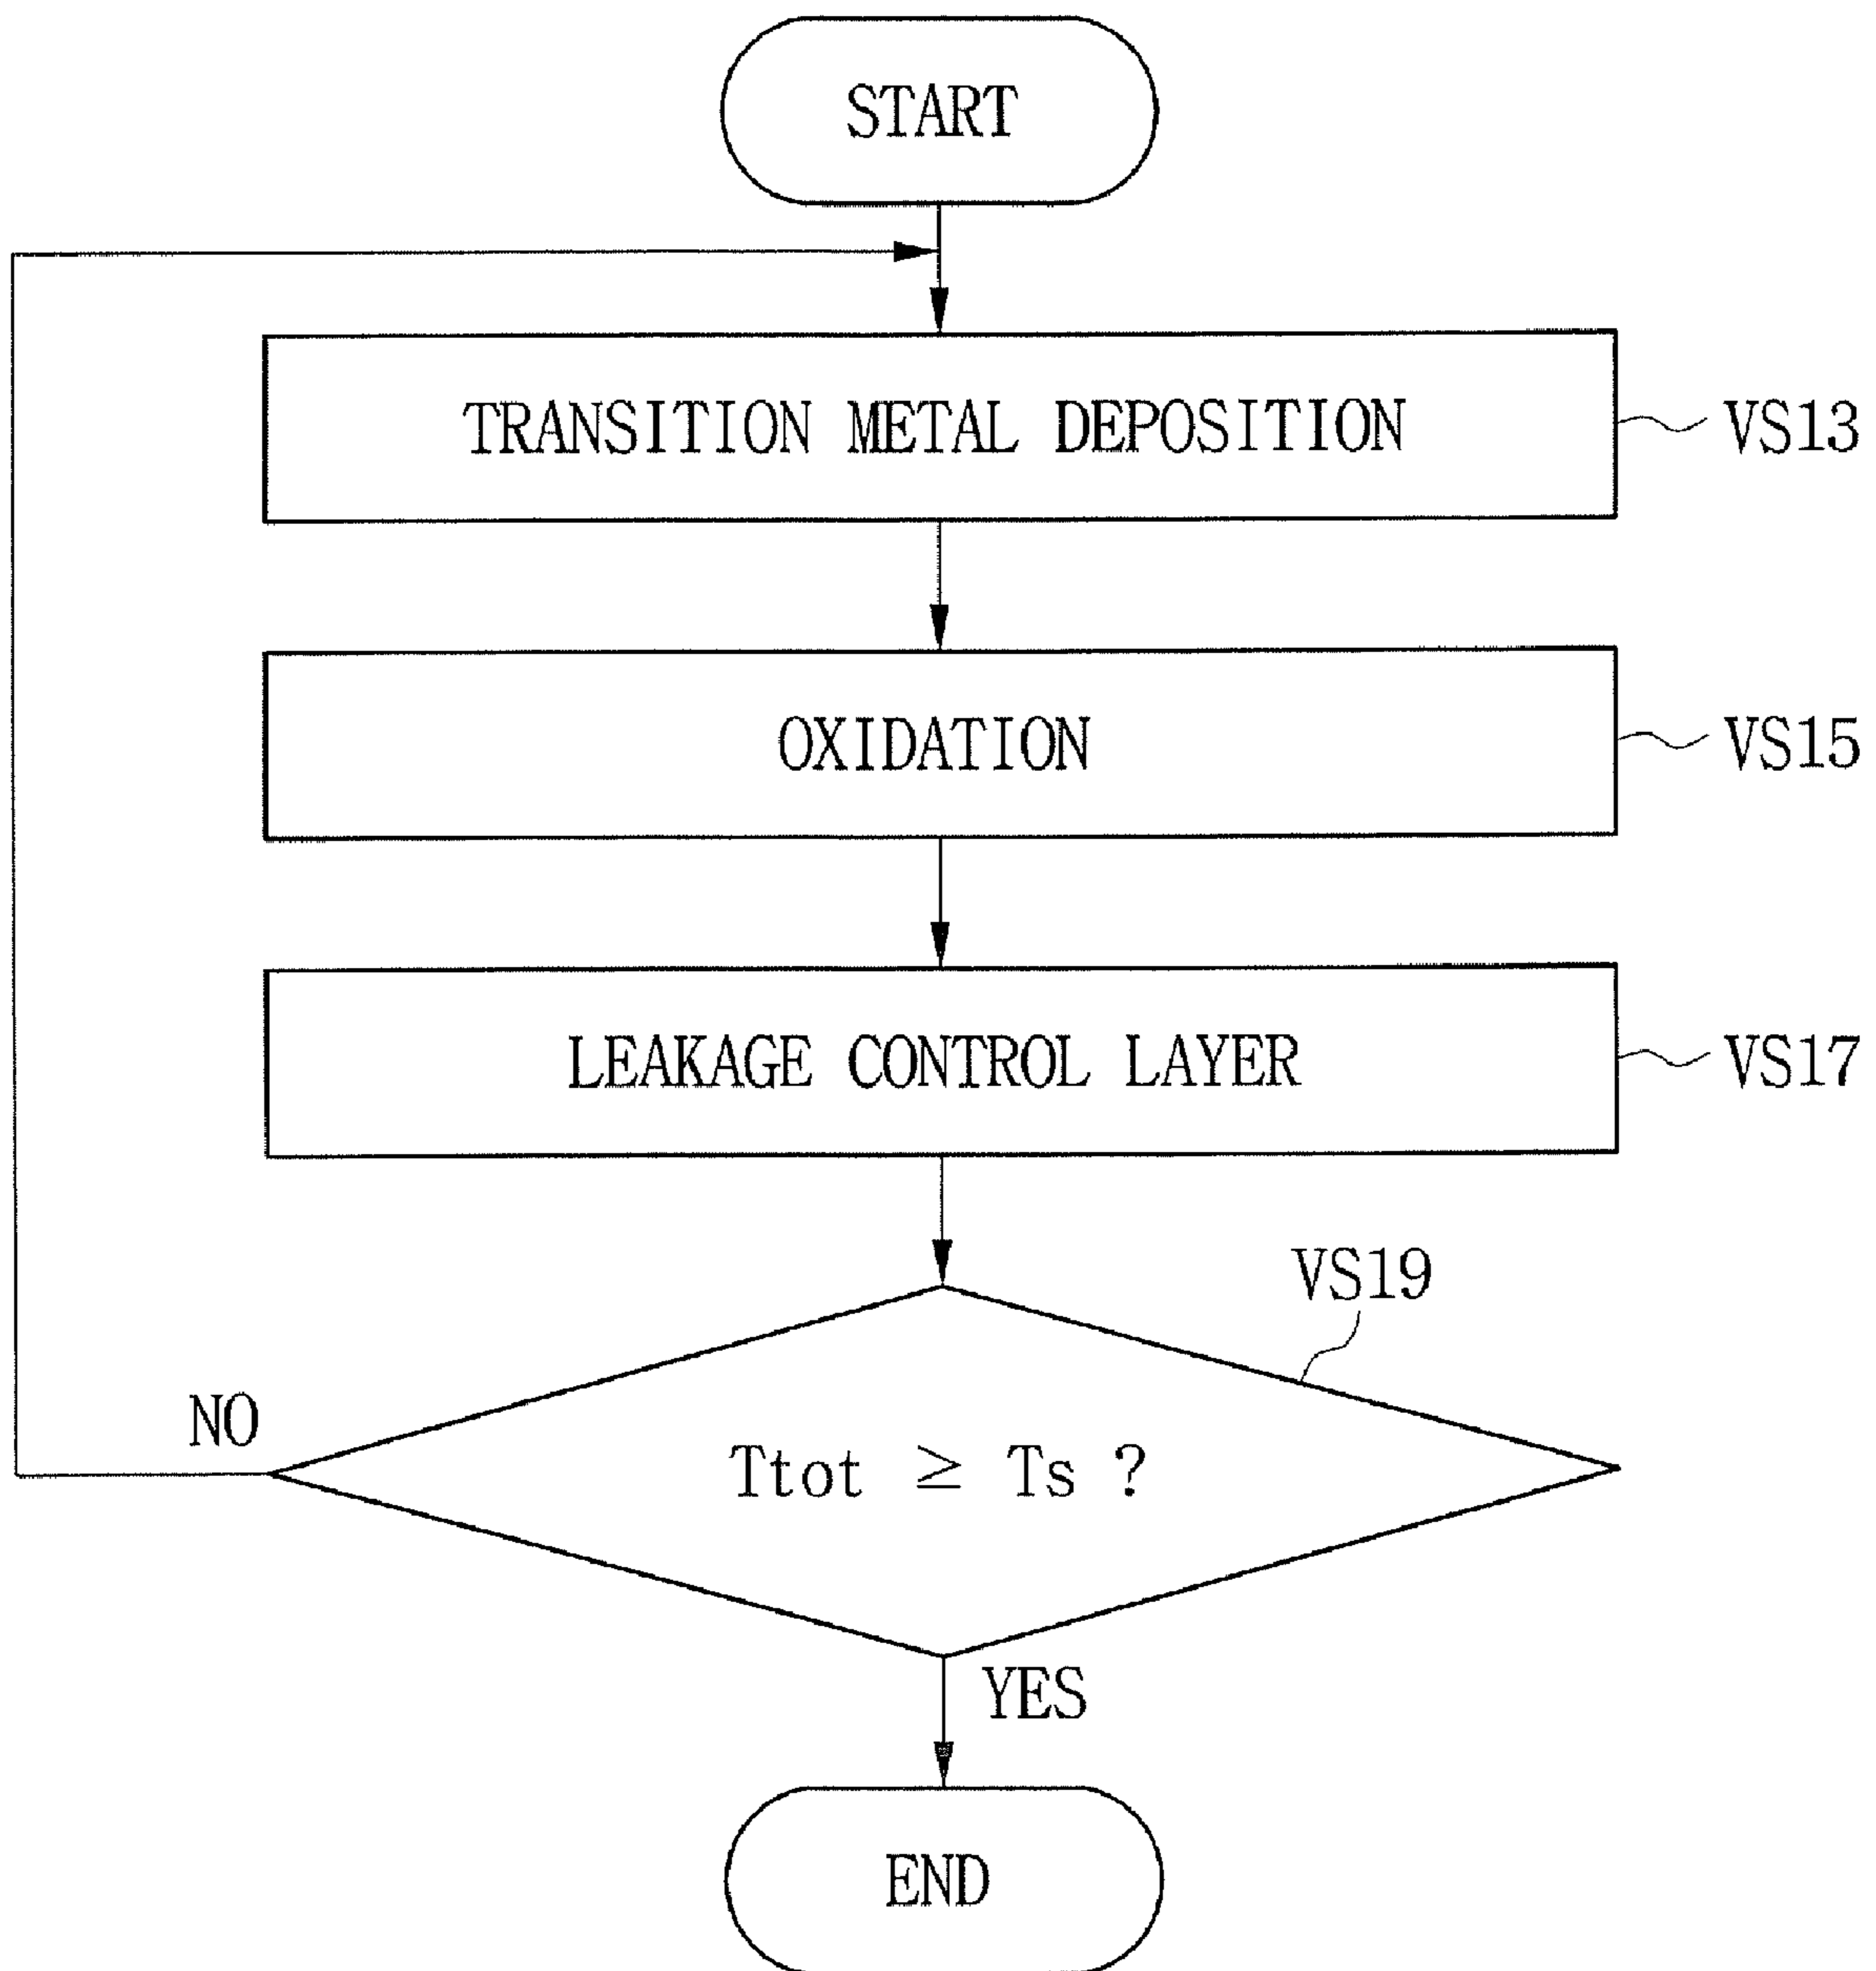 START
TRANSITION METAL DEPOSITION
VS13
OXIDATION
VS15
LEAKAGE CONTROL LAYER
VS17
VS19
NO
Ttot ≥ Ts ?
YES
END